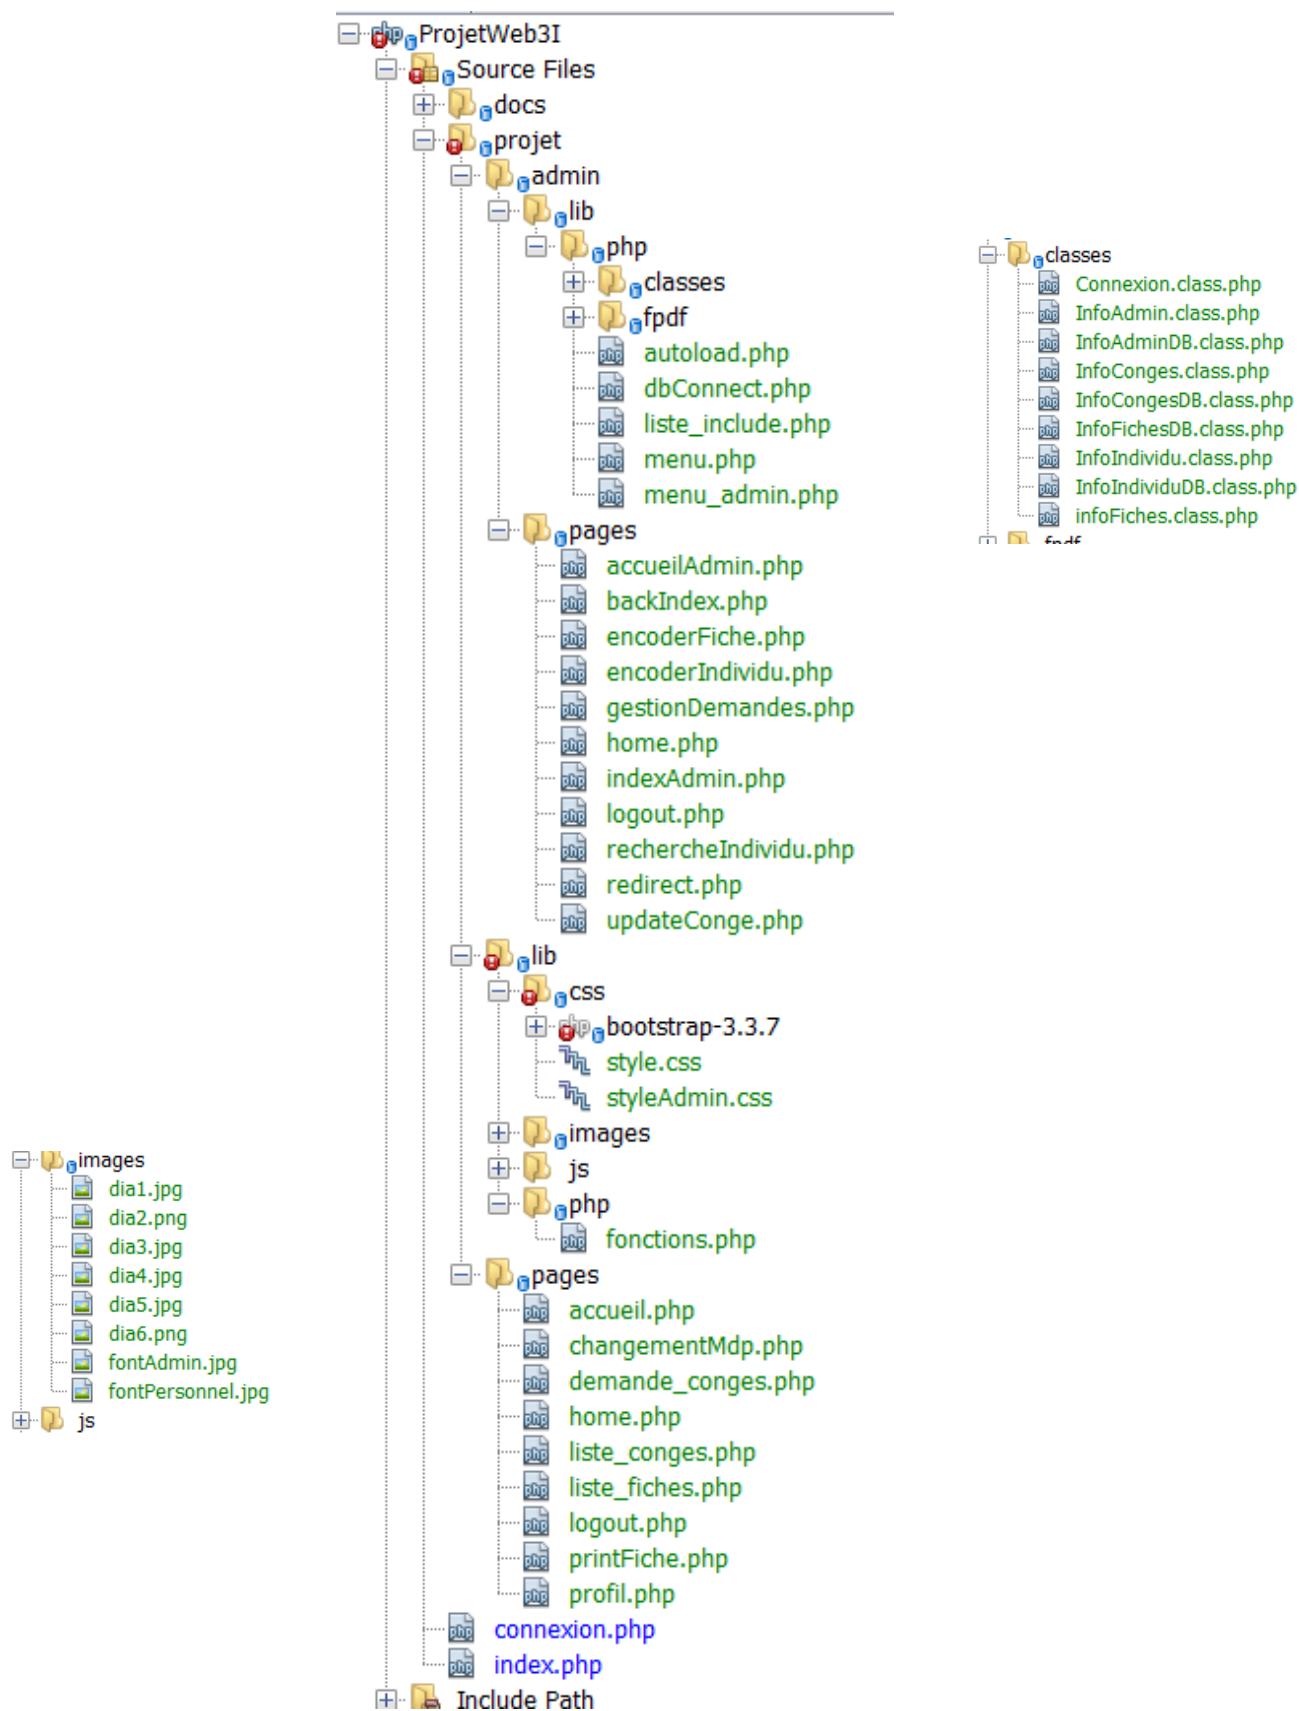 ProjetWeb3I
Source Files
docs
projet
admin
lib
php
classes
fpdf
autoload.php
dbConnect.php
liste_include.php
menu.php
menu_admin.php
pages
accueilAdmin.php
backIndex.php
encoderFiche.php
encoderIndividu.php
gestionDemandes.php
home.php
indexAdmin.php
logout.php
rechercheIndividu.php
redirect.php
updateConge.php
lib
css
bootstrap-3.3.7
style.css
styleAdmin.css
images
js
php
fonctions.php
pages
accueil.php
changementMdp.php
demande_conges.php
home.php
liste_conges.php
liste_fiches.php
logout.php
printFiche.php
profil.php
connexion.php
index.php
Include Path
classes
Connexion.class.php
InfoAdmin.class.php
InfoAdminDB.class.php
InfoConges.class.php
InfoCongesDB.class.php
InfoFichesDB.class.php
InfoIndividu.class.php
InfoIndividuDB.class.php
infoFiches.class.php
fpdf
images
dia1.jpg
dia2.png
dia3.jpg
dia4.jpg
dia5.jpg
dia6.png
fontAdmin.jpg
fontPersonnel.jpg
js